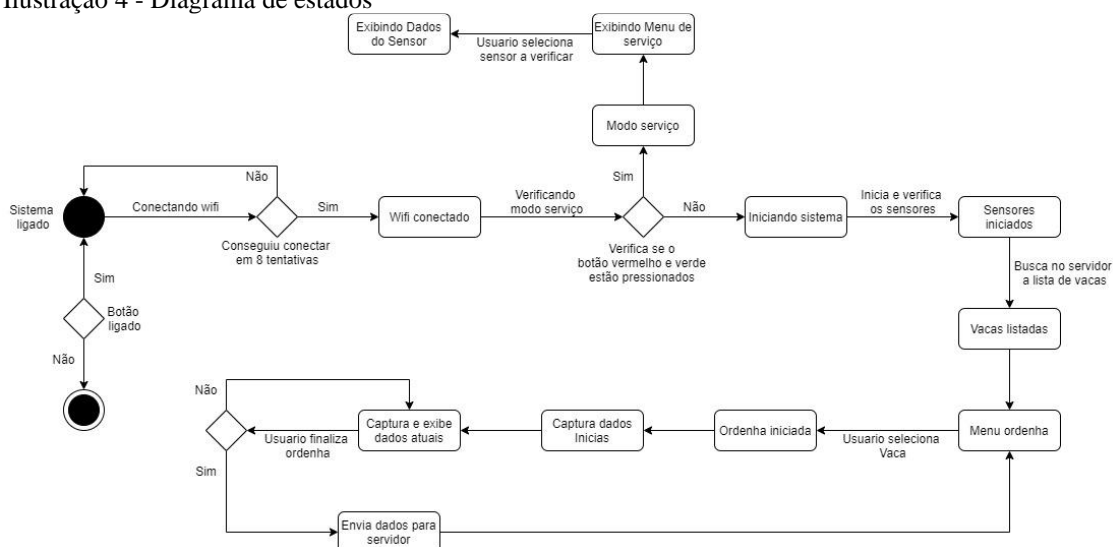 Ilustração 4 - Diagrama de estados
Exibindo Dados
do Sensor
Usuario seleciona
sensor a verificar
Exibindo Menu de
serviço
Modo serviço
Não
Sim
Sistema
ligado
Conectando wifi
Sim
Wifi conectado
Verificando
modo serviço
Não
Iniciando sistema
Inicia e verifica
os sensores
Sensores
iniciados
Conseguiu conectar
em 8 tentativas
Verifica se o
botão vermelho e verde
estão pressionados
Busca no servidor
a lista de vacas
Sim
Botão
ligado
Não
Vacas listadas
Não
Captura e exibe
dados atuais
Usuario finaliza
ordenha
Captura dados
Inicias
Ordenha iniciada
Usuario seleciona
Vaca
Menu ordenha
Sim
Envia dados para
servidor